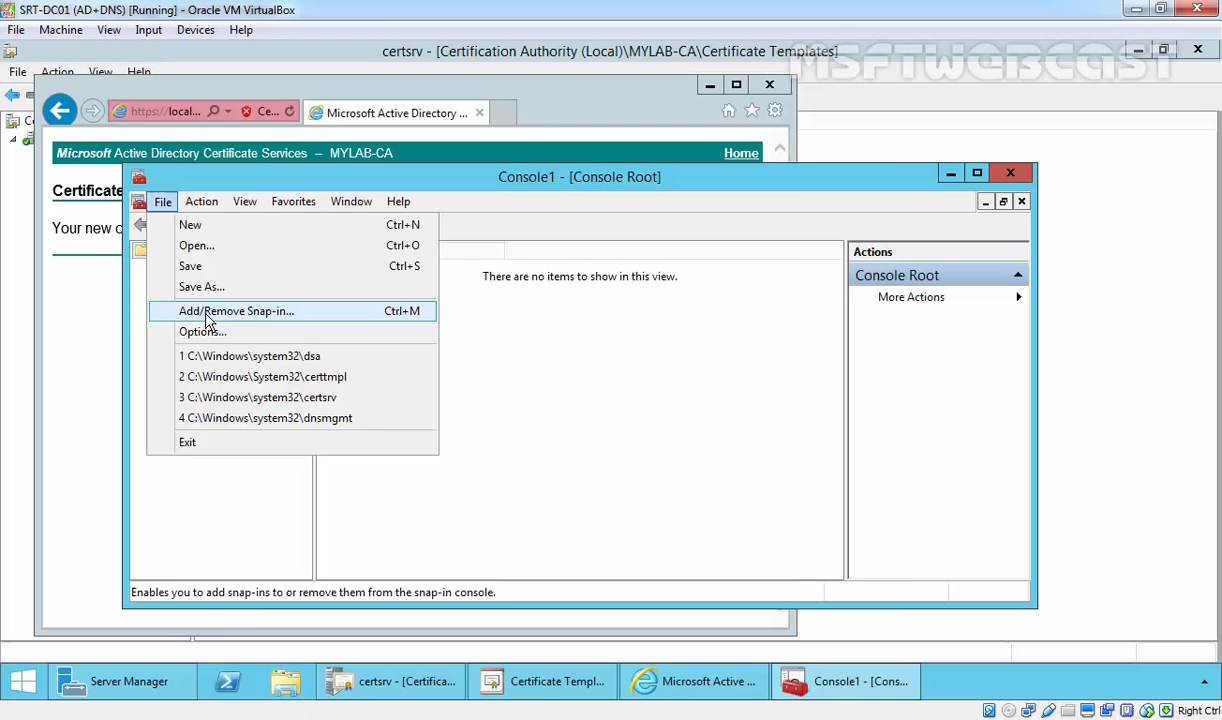 SRT-DC01 (AD+DNS) [Running] - Oracle VM VirtualBox
File Machine View Input Devices Help
certsrv - [Certification Authority (Local)\MYLAB-CA\Certificate Templates]
MSFTWEBCAST
File Action View Help
https://local... Ce... Microsoft Active Directory ...
Microsoft Active Directory Certificate Services – MYLAB-CA Home
Certificate
Your new c
Console1 - [Console Root]
File Action View Favorites Window Help
New Ctrl+N
Open... Ctrl+O
Save Ctrl+S
Save As...
Add/Remove Snap-in... Ctrl+M
Options...
1 C:\Windows\system32\dsa
2 C:\Windows\System32\certtmpl
3 C:\Windows\system32\certsrv
4 C:\Windows\system32\dnsmgmt
Exit
There are no items to show in this view.
Actions
Console Root
More Actions
Enables you to add snap-ins to or remove them from the snap-in console.
Server Manager
certsrv - [Certifica...
Certificate Templ...
Microsoft Active ...
Console1 - [Cons...
Right Ctrl